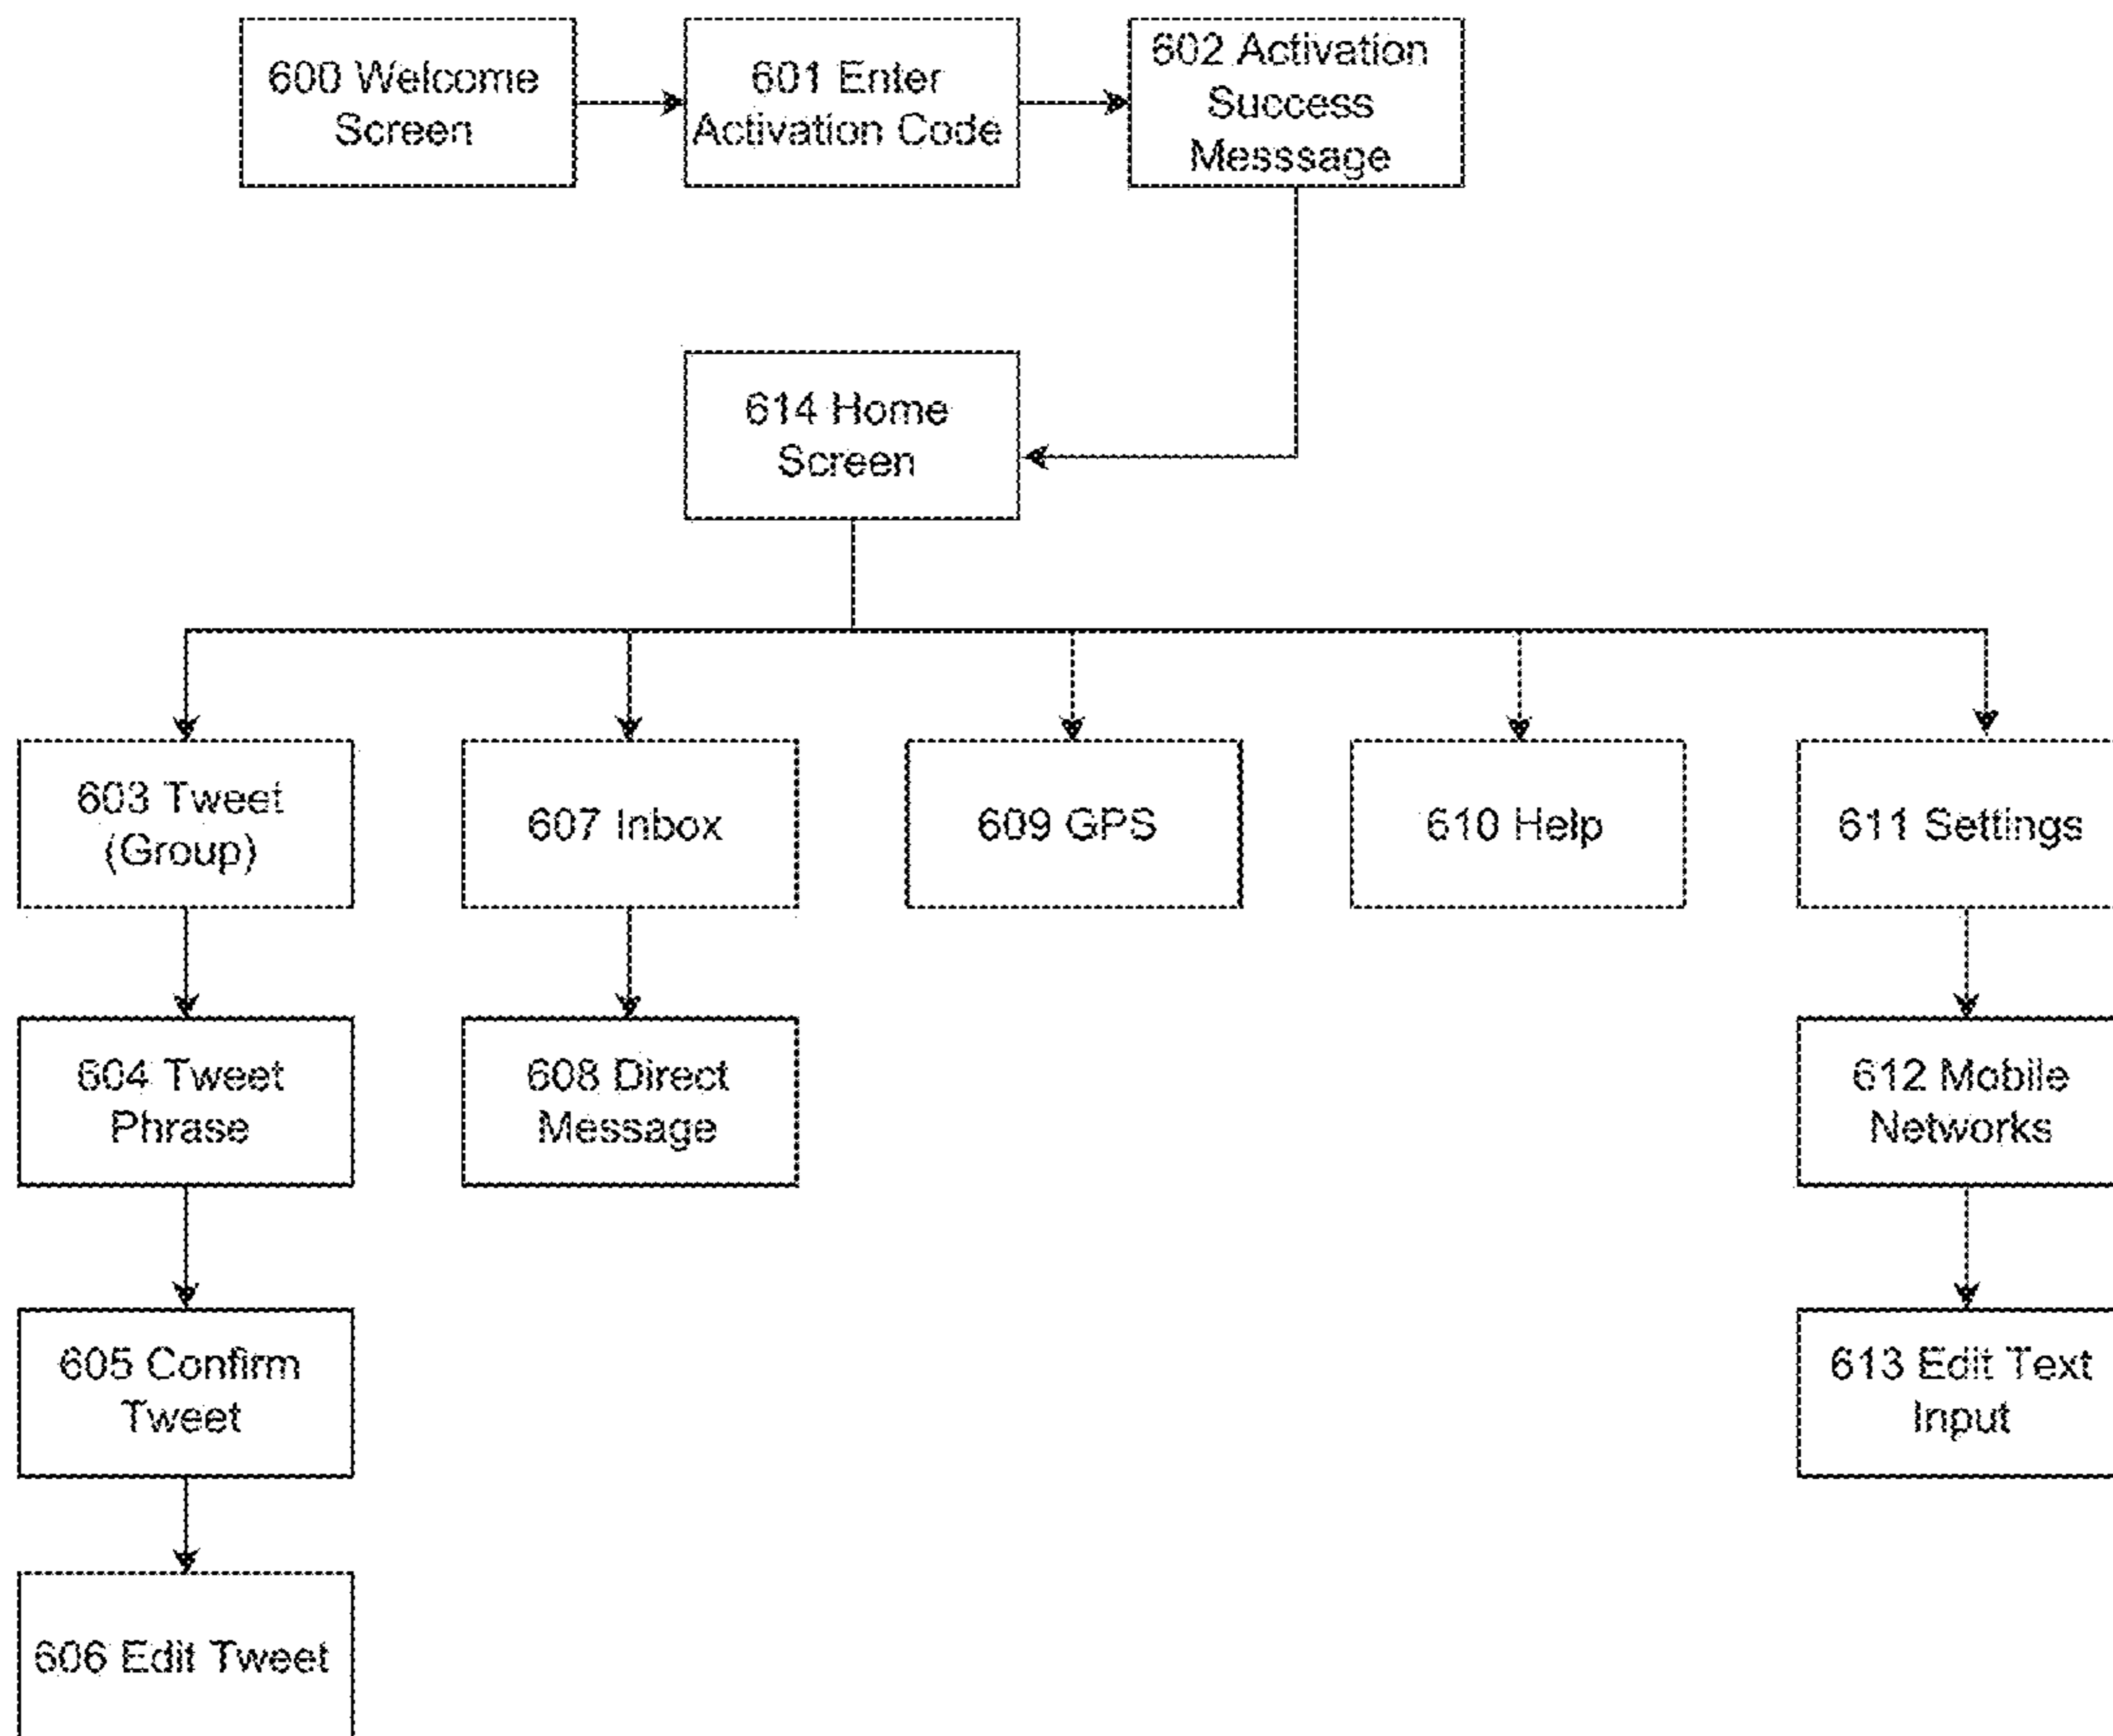 600 Welcome
Screen
601 Enter
Activation Code
602 Activation
Success
Messsage
614 Home
Screen
603 Tweet
(Group)
607 Inbox
609 GPS
610 Help
611 Settings
604 Tweet
Phrase
608 Direct
Message
612 Mobile
Networks
605 Confirm
Tweet
613 Edit Text
Input
606 Edit Tweet